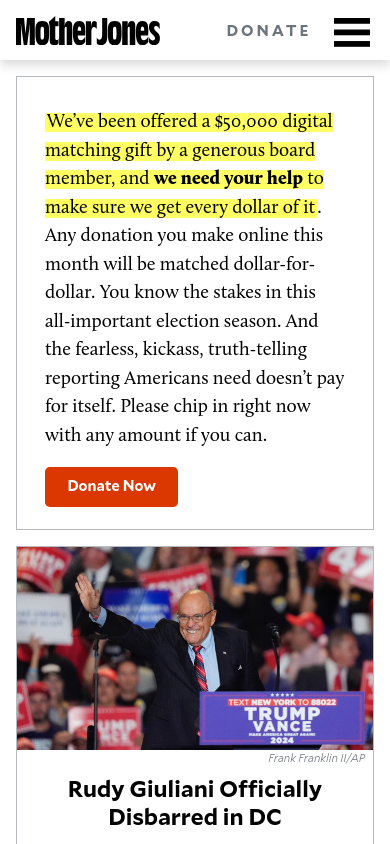 Mother Jones
DONATE
We’ve been offered a $50,000 digital
matching gift by a generous board
member, and we need your help to
make sure we get every dollar of it.
Any donation you make online this
month will be matched dollar-for-
dollar. You know the stakes in this
all-important election season. And
the fearless, kickass, truth-telling
reporting Americans need doesn’t pay
for itself. Please chip in right now
with any amount if you can.
Donate Now
TEXT NEW YORK TO 88022
TRUMP
VANCE
MAKE AMERICA GREAT AGAIN!
2024
Frank Franklin II/AP
Rudy Giuliani Officially
Disbarred in DC